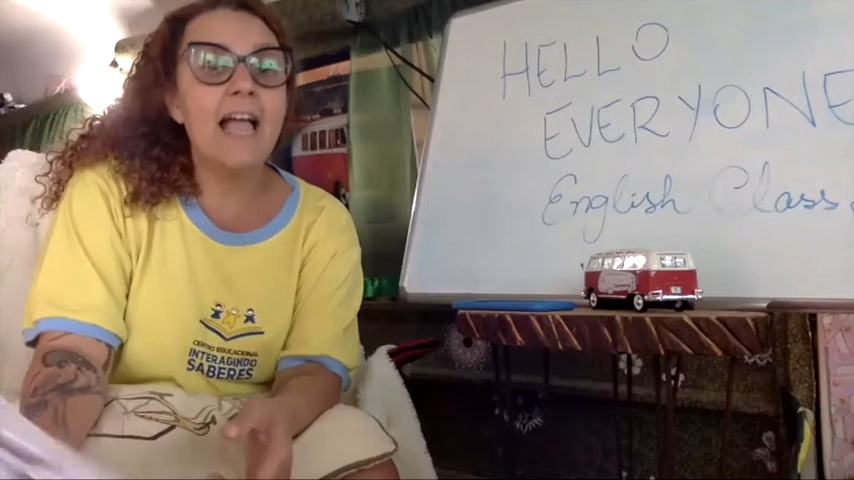 HELLO
EVERYONE
English Class.
CENTRO EDUCACIONAL
INTERAGINDO
SABERES